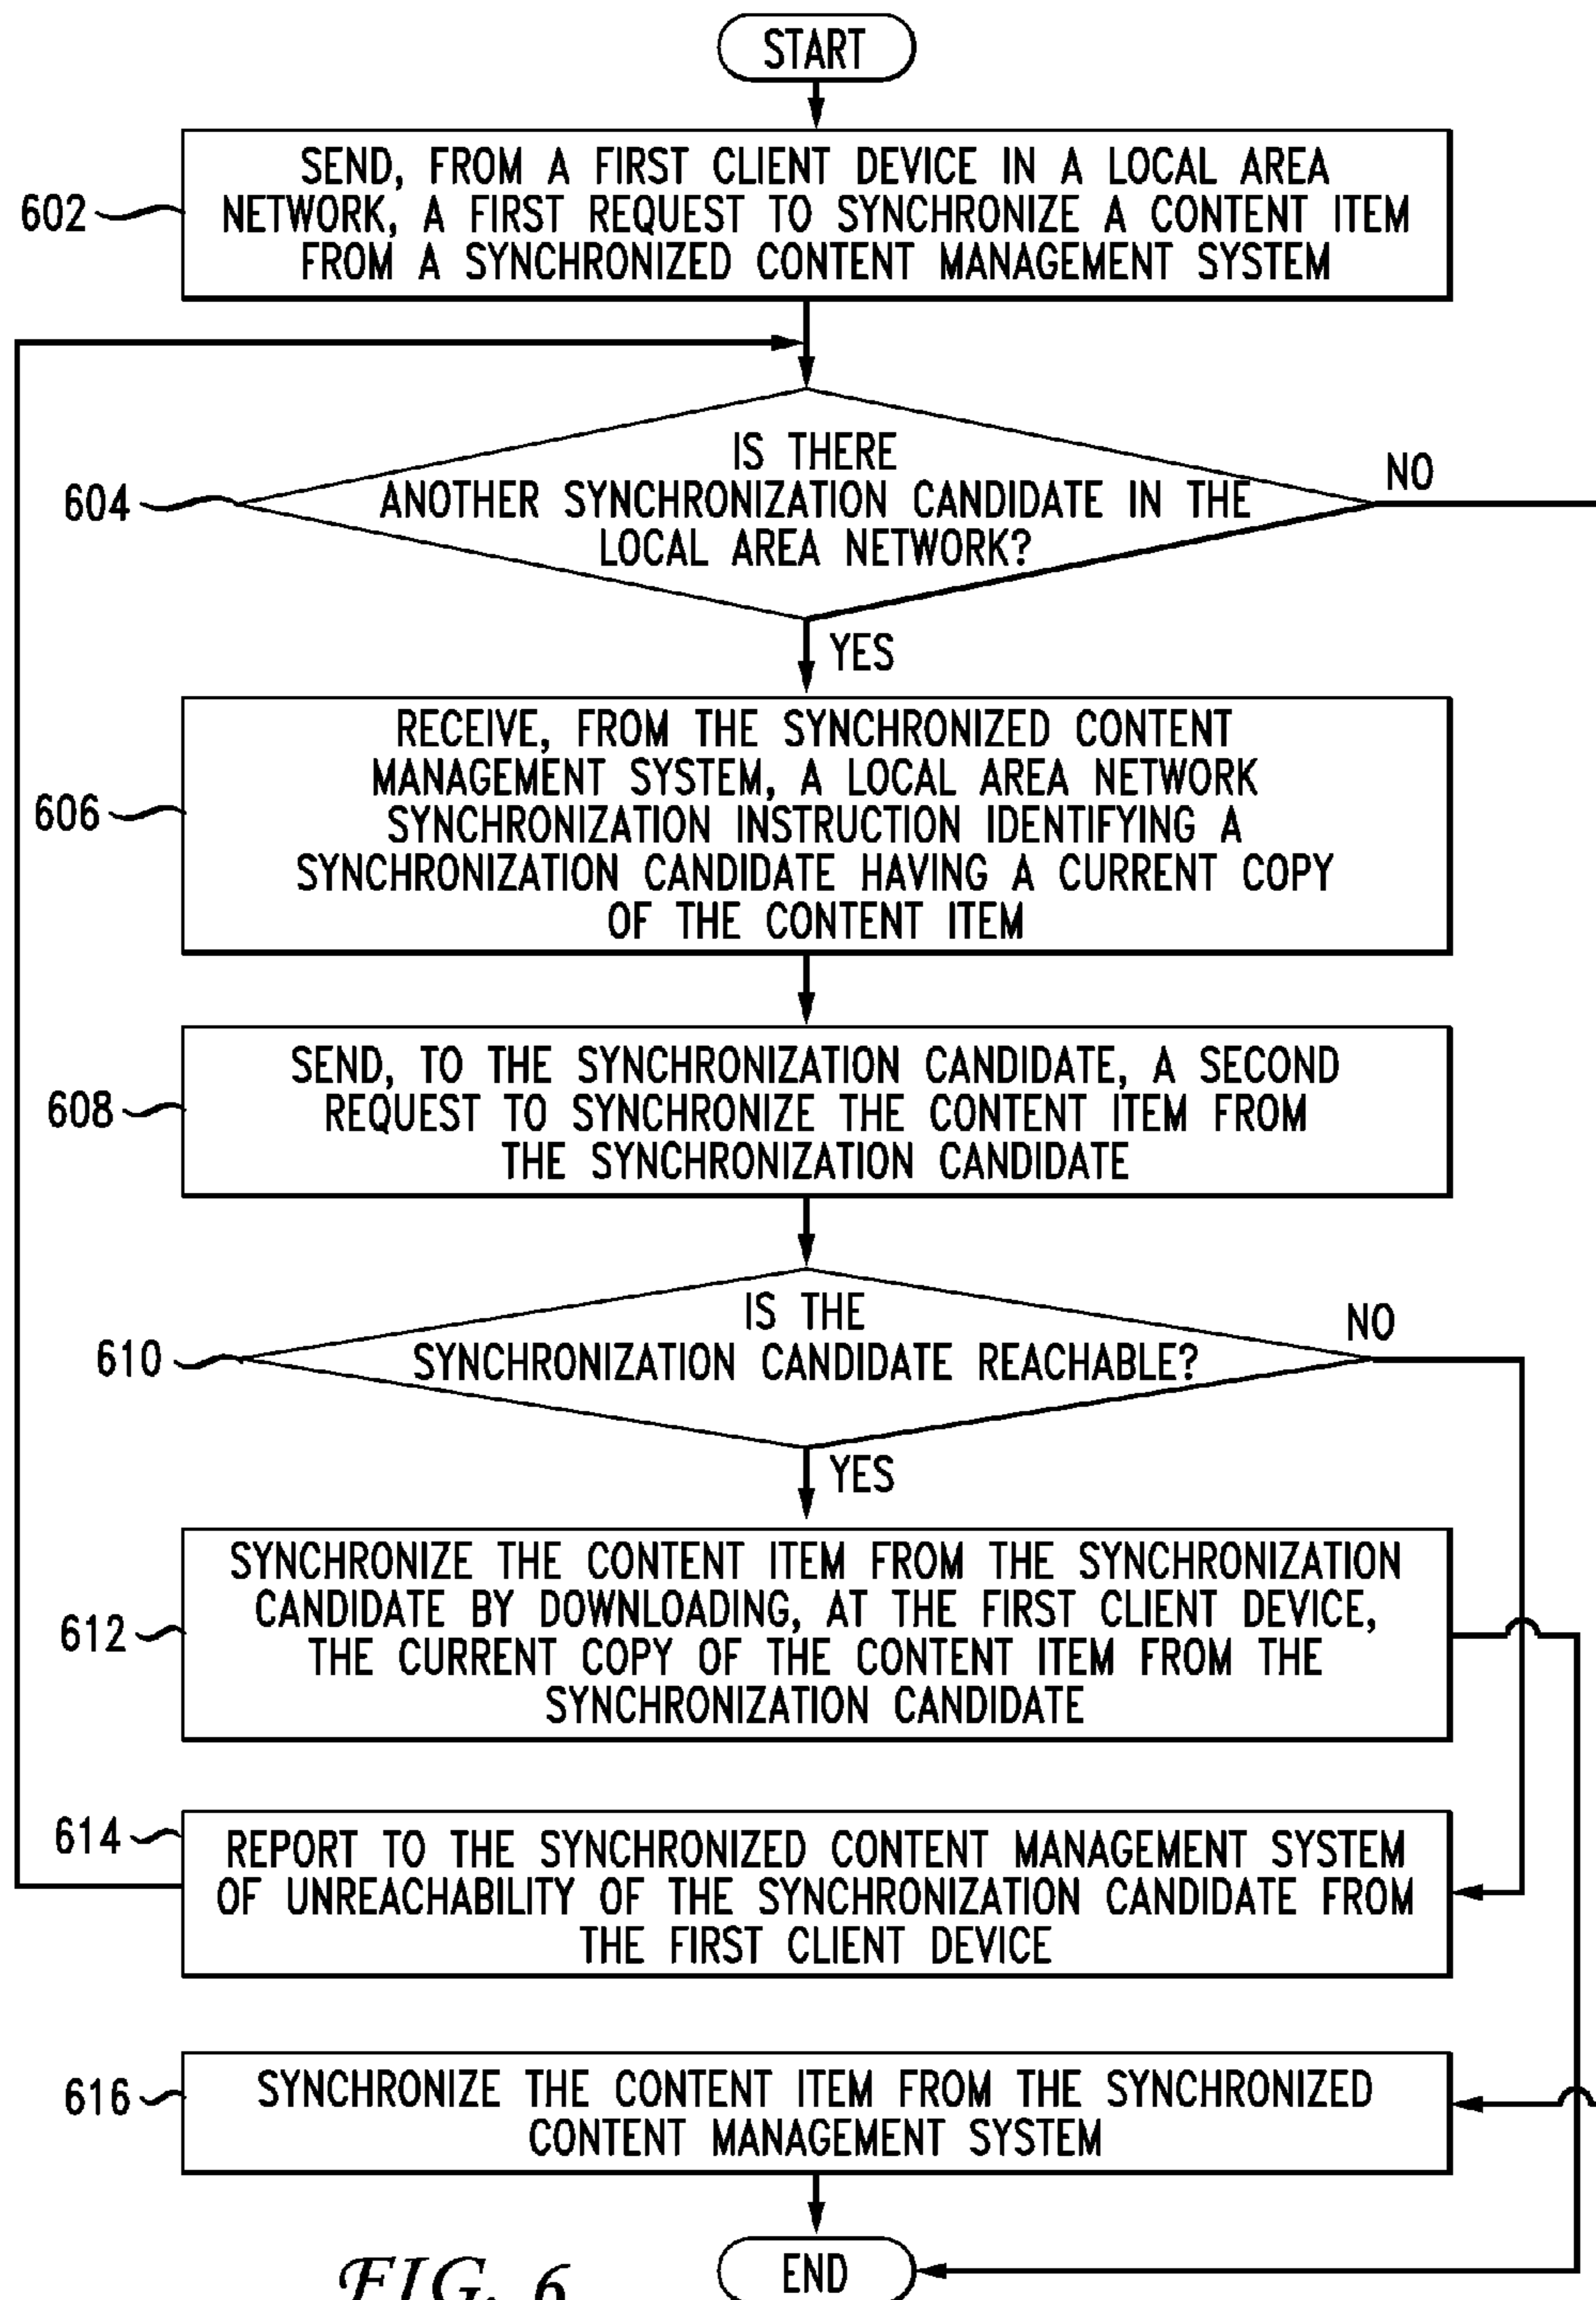 START
602
SEND, FROM A FIRST CLIENT DEVICE IN A LOCAL AREA
NETWORK, A FIRST REQUEST TO SYNCHRONIZE A CONTENT ITEM
FROM A SYNCHRONIZED CONTENT MANAGEMENT SYSTEM
604
IS THERE
ANOTHER SYNCHRONIZATION CANDIDATE IN THE
LOCAL AREA NETWORK?
NO
YES
606
RECEIVE, FROM THE SYNCHRONIZED CONTENT
MANAGEMENT SYSTEM, A LOCAL AREA NETWORK
SYNCHRONIZATION INSTRUCTION IDENTIFYING A
SYNCHRONIZATION CANDIDATE HAVING A CURRENT COPY
OF THE CONTENT ITEM
608
SEND, TO THE SYNCHRONIZATION CANDIDATE, A SECOND
REQUEST TO SYNCHRONIZE THE CONTENT ITEM FROM
THE SYNCHRONIZATION CANDIDATE
610
IS THE
SYNCHRONIZATION CANDIDATE REACHABLE?
NO
YES
612
SYNCHRONIZE THE CONTENT ITEM FROM THE SYNCHRONIZATION
CANDIDATE BY DOWNLOADING, AT THE FIRST CLIENT DEVICE,
THE CURRENT COPY OF THE CONTENT ITEM FROM THE
SYNCHRONIZATION CANDIDATE
614
REPORT TO THE SYNCHRONIZED CONTENT MANAGEMENT SYSTEM
OF UNREACHABILITY OF THE SYNCHRONIZATION CANDIDATE FROM
THE FIRST CLIENT DEVICE
616
SYNCHRONIZE THE CONTENT ITEM FROM THE SYNCHRONIZED
CONTENT MANAGEMENT SYSTEM
END
FIG. 6